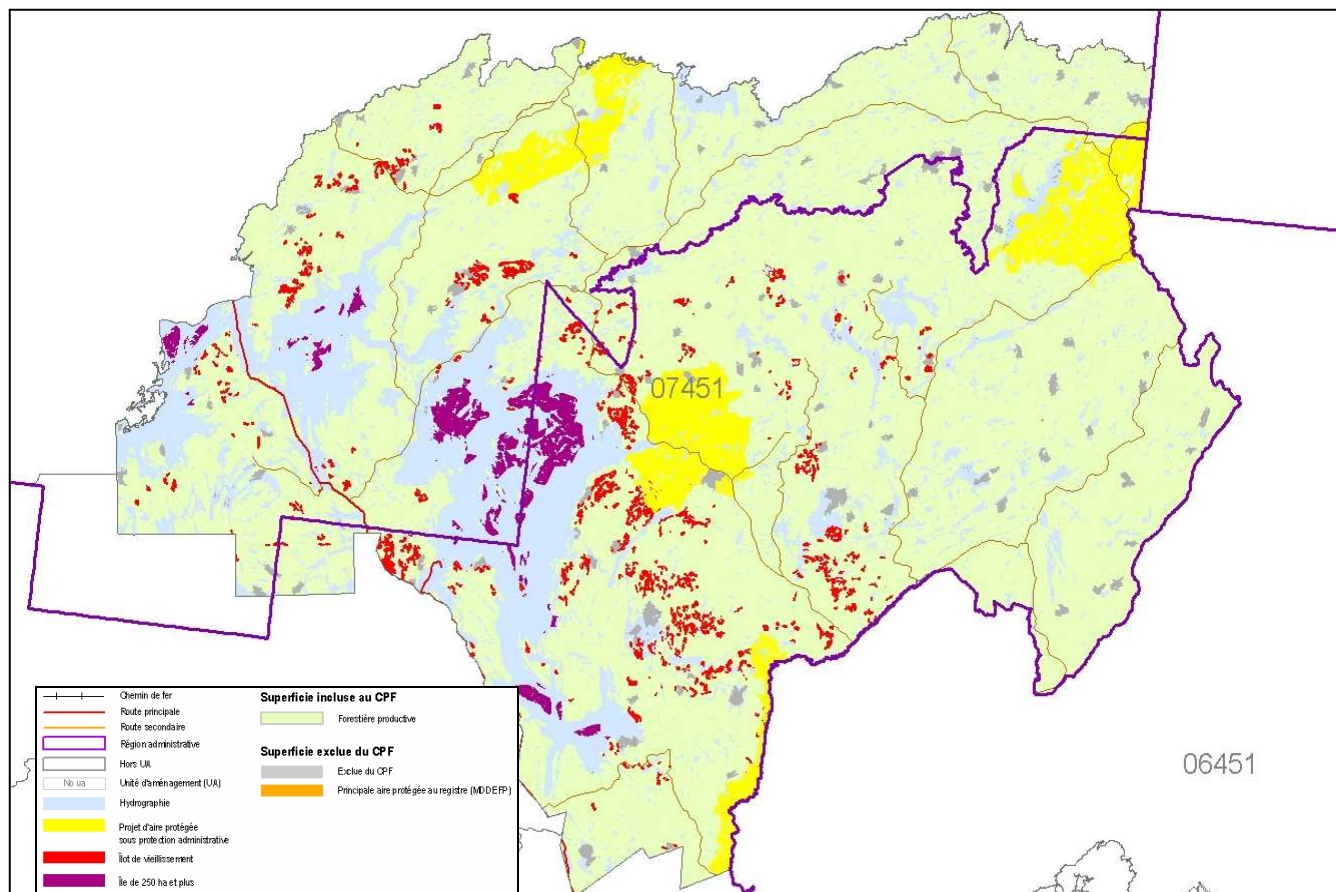 07451
06451
Chemin de fer
Route principale
Route secondaire
Région administrative
Hors UA
No ua Unité d'aménagement (UA)
Hydrographie
Projet d'aire protégée
sous protection administrative
Îlot de vieillissement
Île de 250 ha et plus
Superficie incluse au CPF
Forestière productive
Superficie exclue du CPF
Exclue du CPF
Principale aire protégée au registre (MDDEFP)